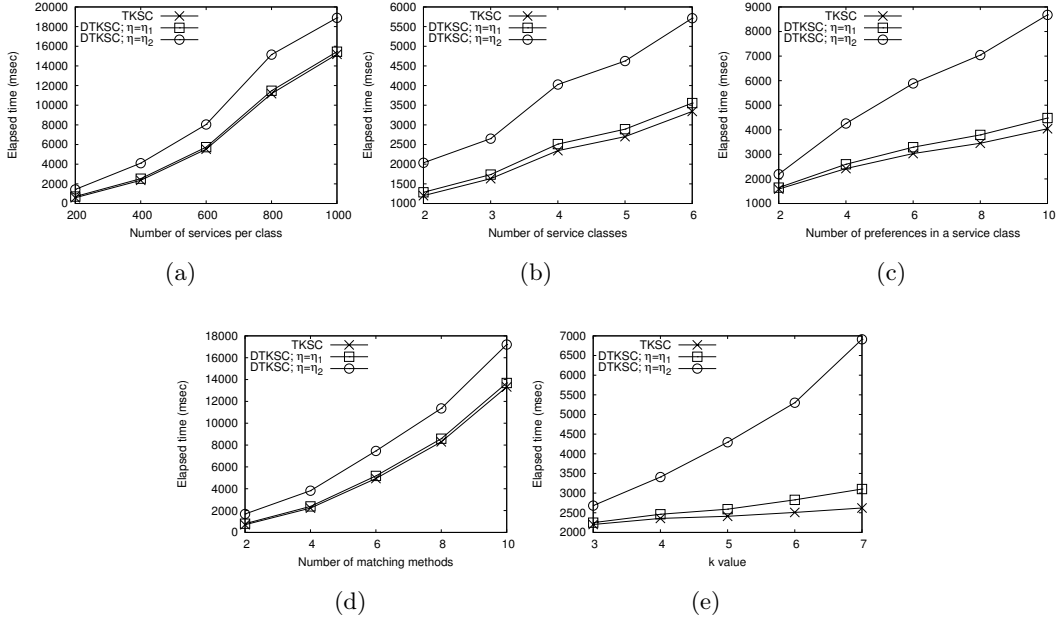 20000
18000
16000
14000
12000
10000
8000
6000
4000
2000
0
200 400 600 800 1000
Elapsed time (msec)
Number of services per class
TKSC
DTKSC; η=η1
DTKSC; η=η2
(a)
6000
5500
5000
4500
4000
3500
3000
2500
2000
1500
1000
2 3 4 5 6
Elapsed time (msec)
Number of service classes
TKSC
DTKSC; η=η1
DTKSC; η=η2
(b)
9000
8000
7000
6000
5000
4000
3000
2000
1000
2 4 6 8 10
Elapsed time (msec)
Number of preferences in a service class
TKSC
DTKSC; η=η1
DTKSC; η=η2
(c)
18000
16000
14000
12000
10000
8000
6000
4000
2000
0
2 4 6 8 10
Elapsed time (msec)
Number of matching methods
TKSC
DTKSC; η=η1
DTKSC; η=η2
(d)
7000
6500
6000
5500
5000
4500
4000
3500
3000
2500
2000
3 4 5 6 7
Elapsed time (msec)
k value
TKSC
DTKSC; η=η1
DTKSC; η=η2
(e)